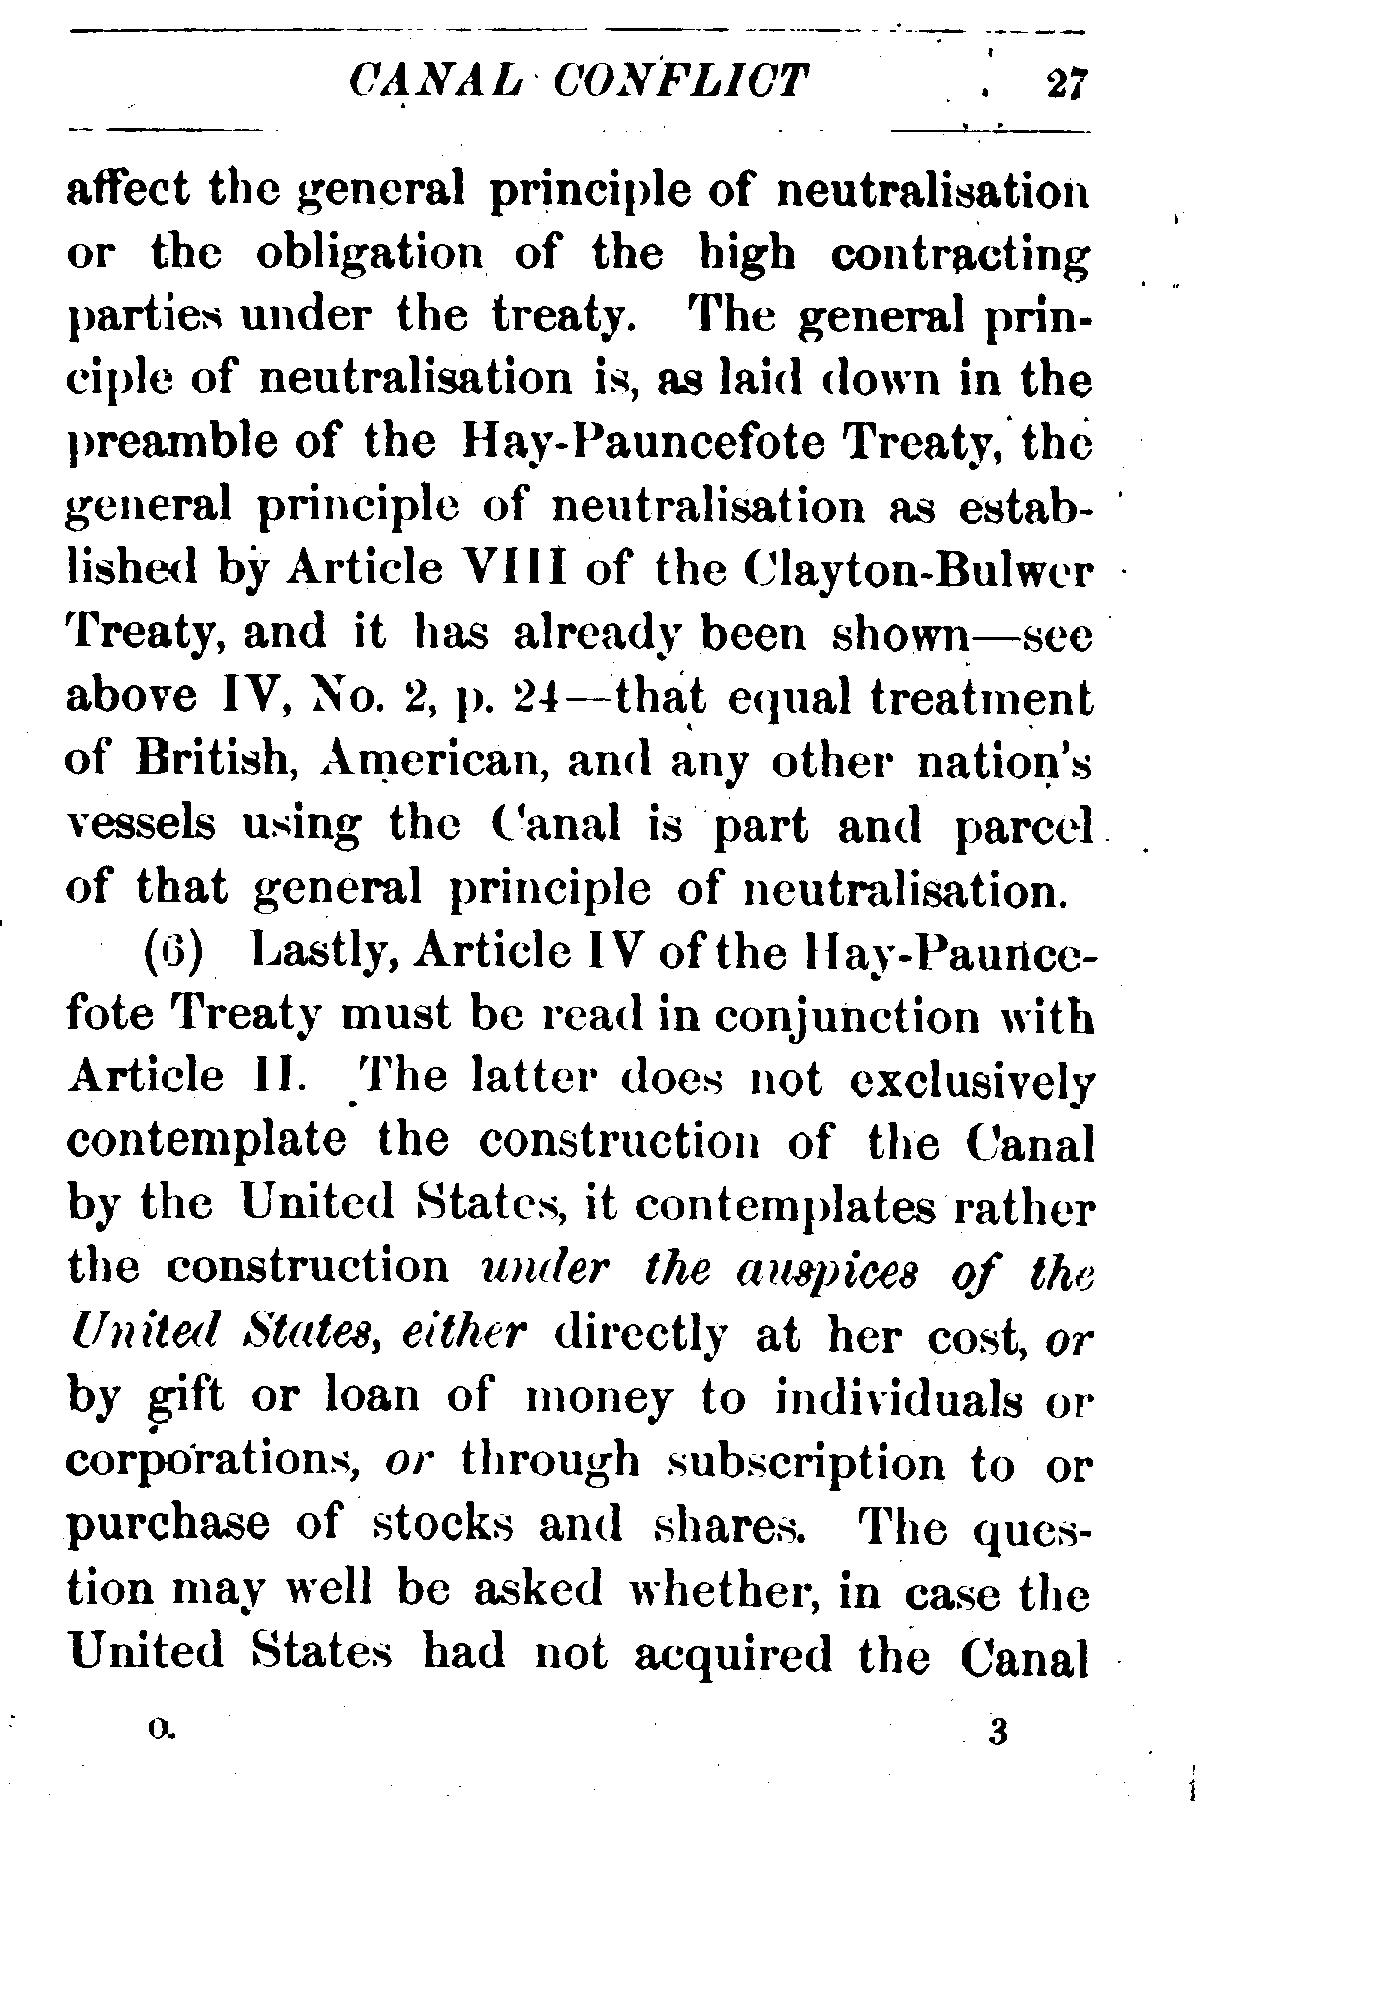 CANAL CONFLICT 27
affect the general principle of neutralisation
or the obligation of the high contracting
parties under the treaty. The general prin-
ciple of neutralisation is, as laid down in the
preamble of the Hay-Pauncefote Treaty, the
general principle of neutralisation as estab-
lished by Article VIII of the Clayton-Bulwer
Treaty, and it has already been shown—see
above IV, No. 2, p. 24—that equal treatment
of British, American, and any other nation's
vessels using the Canal is part and parcel
of that general principle of neutralisation.
(6) Lastly, Article IV of the Hay-Paunce-
fote Treaty must be read in conjunction with
Article II. The latter does not exclusively
contemplate the construction of the Canal
by the United States, it contemplates rather
the construction under the auspices of the
United States, either directly at her cost, or
by gift or loan of money to individuals or
corporations, or through subscription to or
purchase of stocks and shares. The ques-
tion may well be asked whether, in case the
United States had not acquired the Canal
O. 3